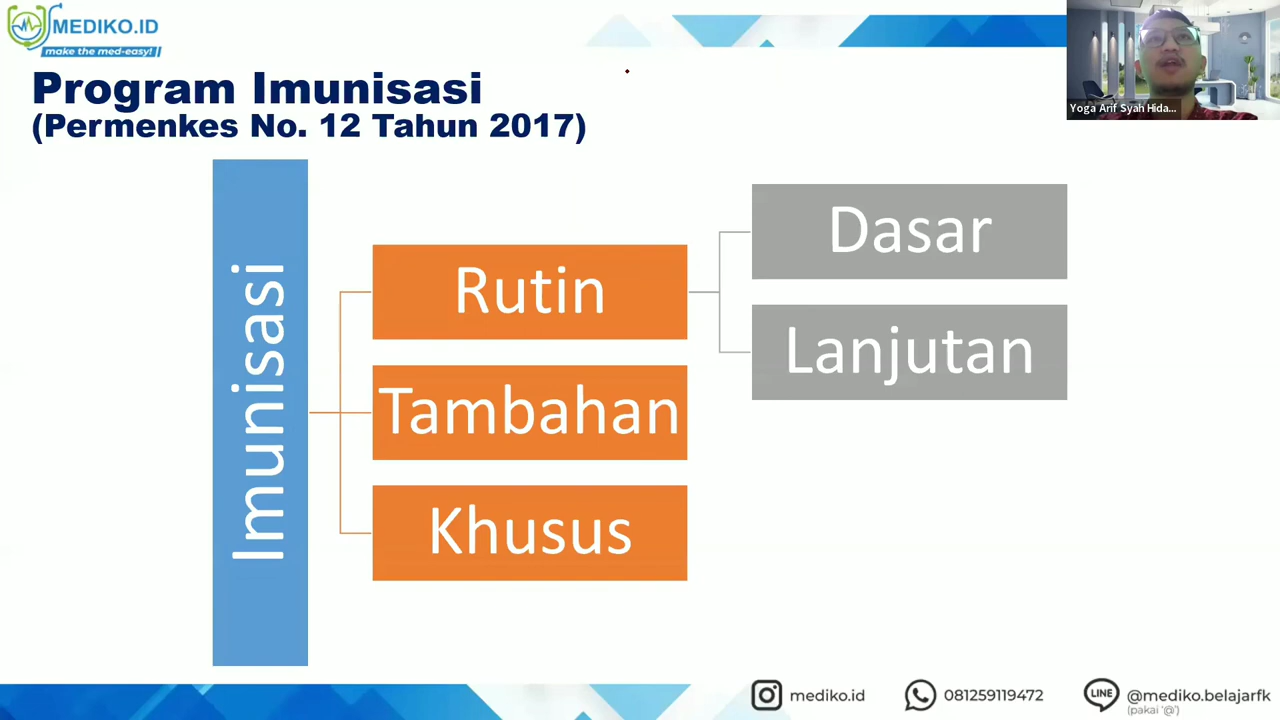 MEDIKO.ID
make the med-easy!
Yoga Arif Syah Hida...
Program Imunisasi
(Permenkes No. 12 Tahun 2017)
Imunisasi
Rutin
Tambahan
Khusus
Dasar
Lanjutan
mediko.id
081259119472
LINE
@mediko.belajarfk
(pakai '@')